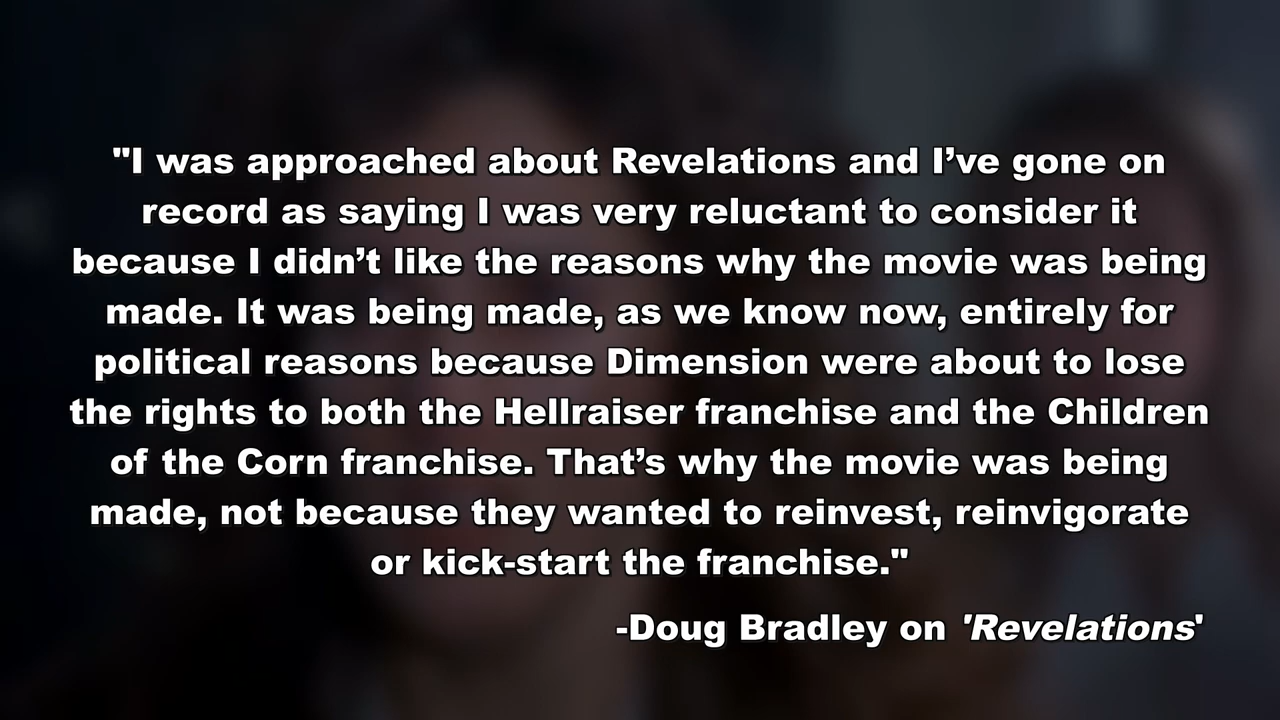 "I was approached about Revelations and I’ve gone on
record as saying I was very reluctant to consider it
because I didn’t like the reasons why the movie was being
made. It was being made, as we know now, entirely for
political reasons because Dimension were about to lose
the rights to both the Hellraiser franchise and the Children
of the Corn franchise. That’s why the movie was being
made, not because they wanted to reinvest, reinvigorate
or kick-start the franchise."
-Doug Bradley on 'Revelations'